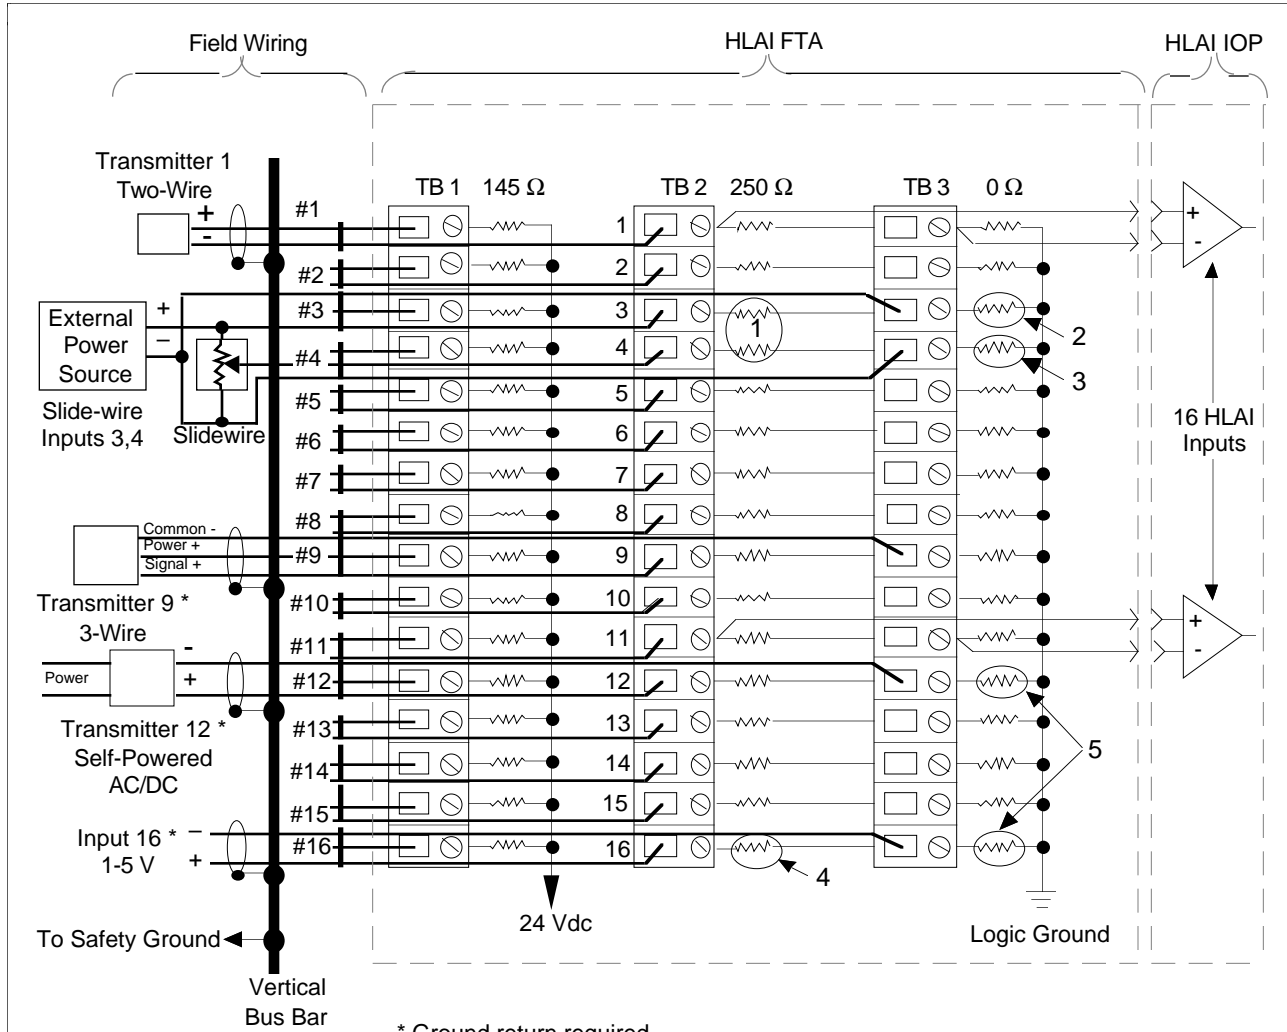 Field Wiring
HLAI FTA
HLAI IOP
Transmitter 1
Two-Wire
+
-
TB 1
145 Ω
TB 2
250 Ω
TB 3
0 Ω
#1
#2
#3
#4
#5
#6
#7
#8
#9
#10
#11
#12
#13
#14
#15
#16
1
2
3
4
5
6
7
8
9
10
11
12
13
14
15
16
1
2
3
4
5
+
-
16 HLAI
Inputs
+
-
External
Power
Source
+
–
Slide-wire
Inputs 3,4
Slidewire
Common -
Power +
Signal +
Transmitter 9 *
3-Wire
Power
-
+
Transmitter 12 *
Self-Powered
AC/DC
Input 16 *
1-5 V
–
+
24 Vdc
Logic Ground
To Safety Ground
Vertical
Bus Bar
* Ground return required